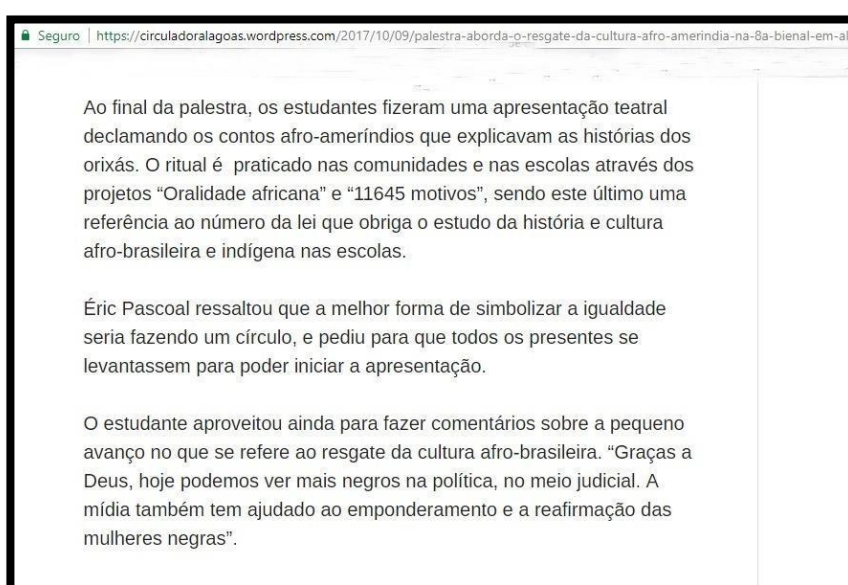 Seguro | https://circuladoralagoas.wordpress.com/2017/10/09/palestra-aborda-o-resgate-da-cultura-afro-amerindia-na-8a-bienal-em-al
Ao final da palestra, os estudantes fizeram uma apresentação teatral
declamando os contos afro-ameríndios que explicavam as histórias dos
orixás. O ritual é praticado nas comunidades e nas escolas através dos
projetos “Oralidade africana” e “11645 motivos”, sendo este último uma
referência ao número da lei que obriga o estudo da história e cultura
afro-brasileira e indígena nas escolas.
Éric Pascoal ressaltou que a melhor forma de simbolizar a igualdade
seria fazendo um círculo, e pediu para que todos os presentes se
levantassem para poder iniciar a apresentação.
O estudante aproveitou ainda para fazer comentários sobre a pequeno
avanço no que se refere ao resgate da cultura afro-brasileira. “Graças a
Deus, hoje podemos ver mais negros na política, no meio judicial. A
mídia também tem ajudado ao emponderamento e a reafirmação das
mulheres negras”.